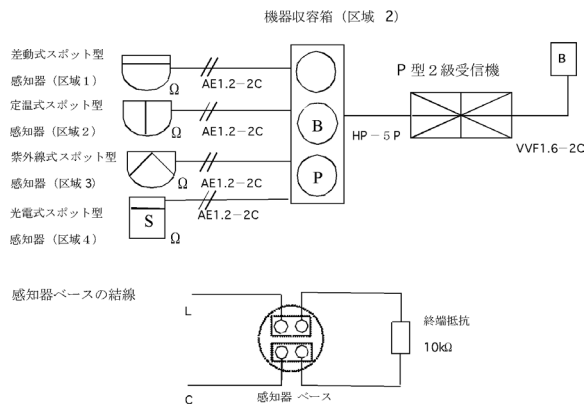 機器収容箱（区域 2）
差動式スポット型
感知器（区域１）
Ω
AE1.2－2C
定温式スポット型
感知器（区域２）
Ω
AE1.2－2C
紫外線式スポット型
感知器（区域 3）
Ω
AE1.2－2C
光電式スポット型
感知器（区域４）
S
Ω
AE1.2－2C
B
P
HP－５P
P 型２級受信機
B
VVF1.6－2C
感知器ベースの結線
L
C
感知器 ベース
終端抵抗
10kΩ